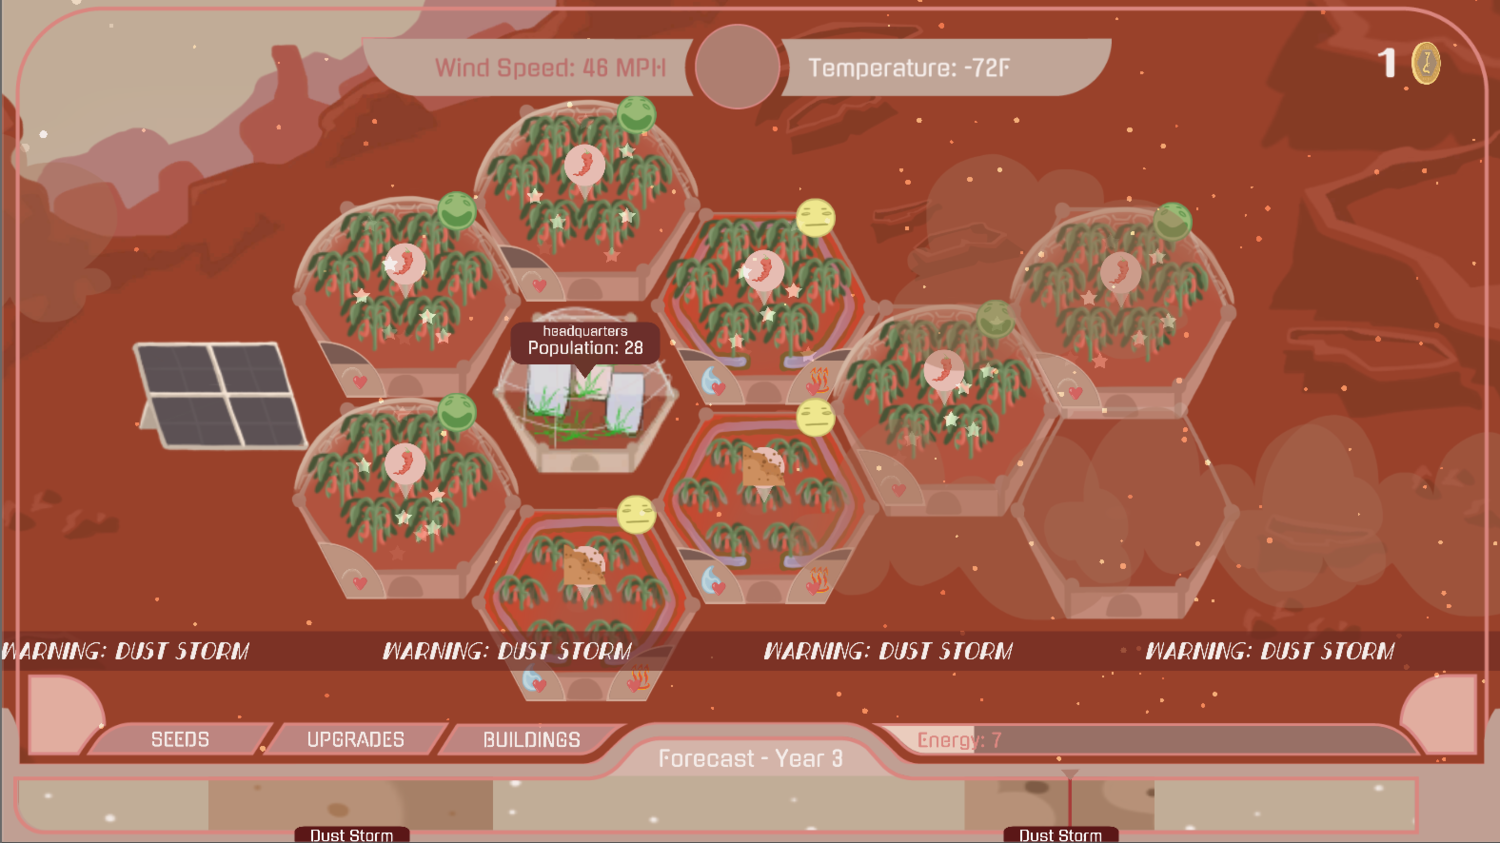 Wind Speed: 46 MPH
Temperature: -72F
1
headquarters
Population: 28
WARNING: DUST STORM
WARNING: DUST STORM
WARNING: DUST STORM
WARNING: DUST STORM
SEEDS
UPGRADES
BUILDINGS
Energy: 7
Forecast - Year 3
Dust Storm
Dust Storm